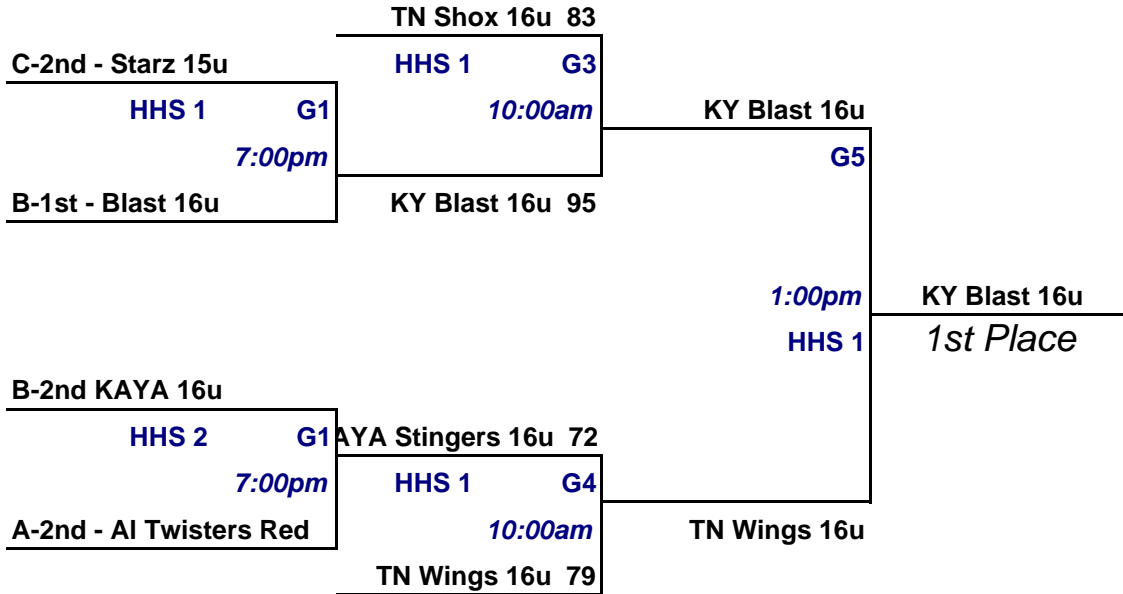 TN Shox 16u 83
C-2nd - Starz 15u
HHS 1 G3
HHS 1 G1
10:00am
KY Blast 16u
7:00pm
G5
B-1st - Blast 16u
KY Blast 16u 95
1:00pm
KY Blast 16u
HHS 1
1st Place
B-2nd KAYA 16u
HHS 2 G1
AYA Stingers 16u 72
7:00pm
HHS 1 G4
A-2nd - Al Twisters Red
10:00am
TN Wings 16u
TN Wings 16u 79